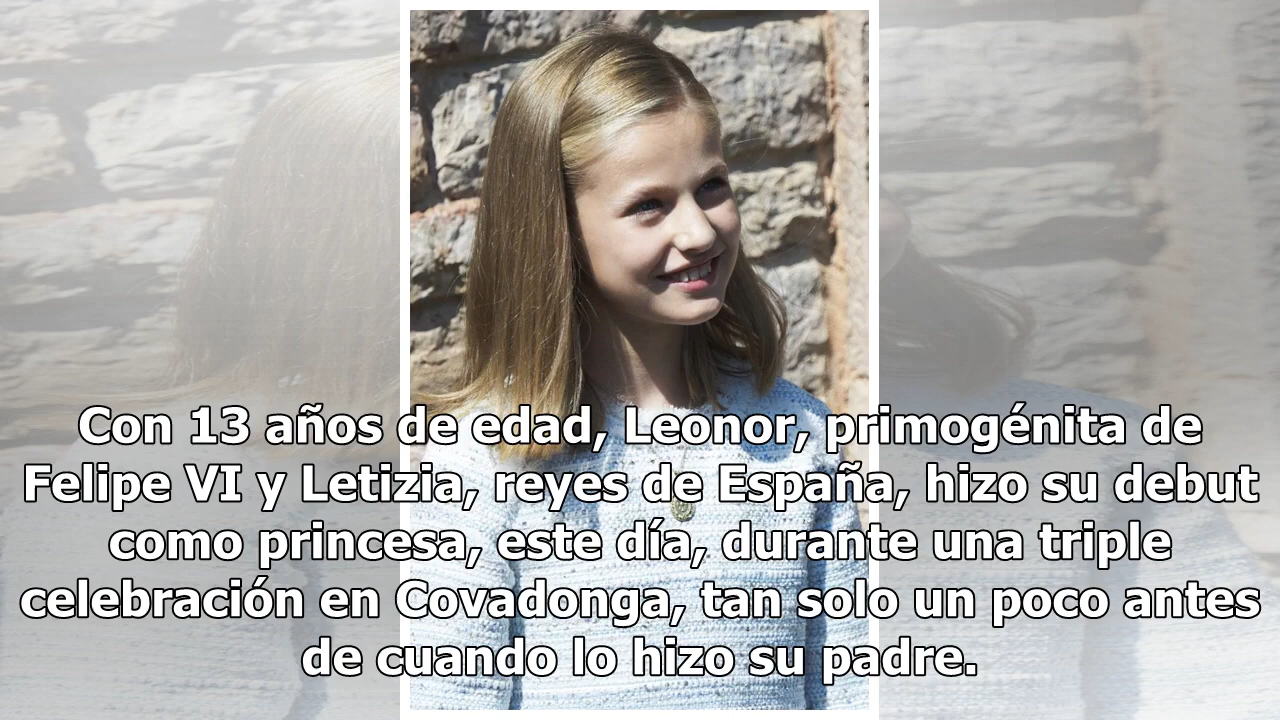 Con 13 años de edad, Leonor, primogénita de
Felipe VI y Letizia, reyes de España, hizo su debut
como princesa, este día, durante una triple
celebración en Covadonga, tan solo un poco antes
de cuando lo hizo su padre.